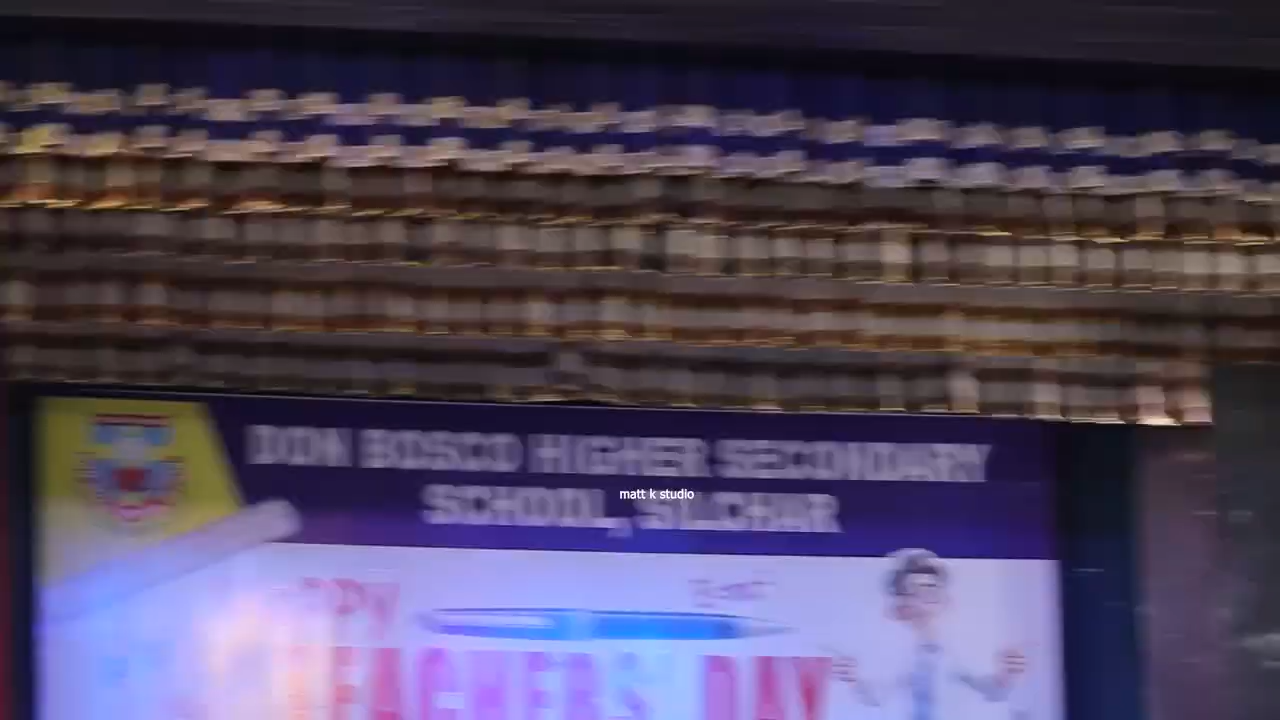 DON BOSCO HIGHER SECONDARY
SCHOOL, SILCHAR
matt k studio
TEACHERS' DAY